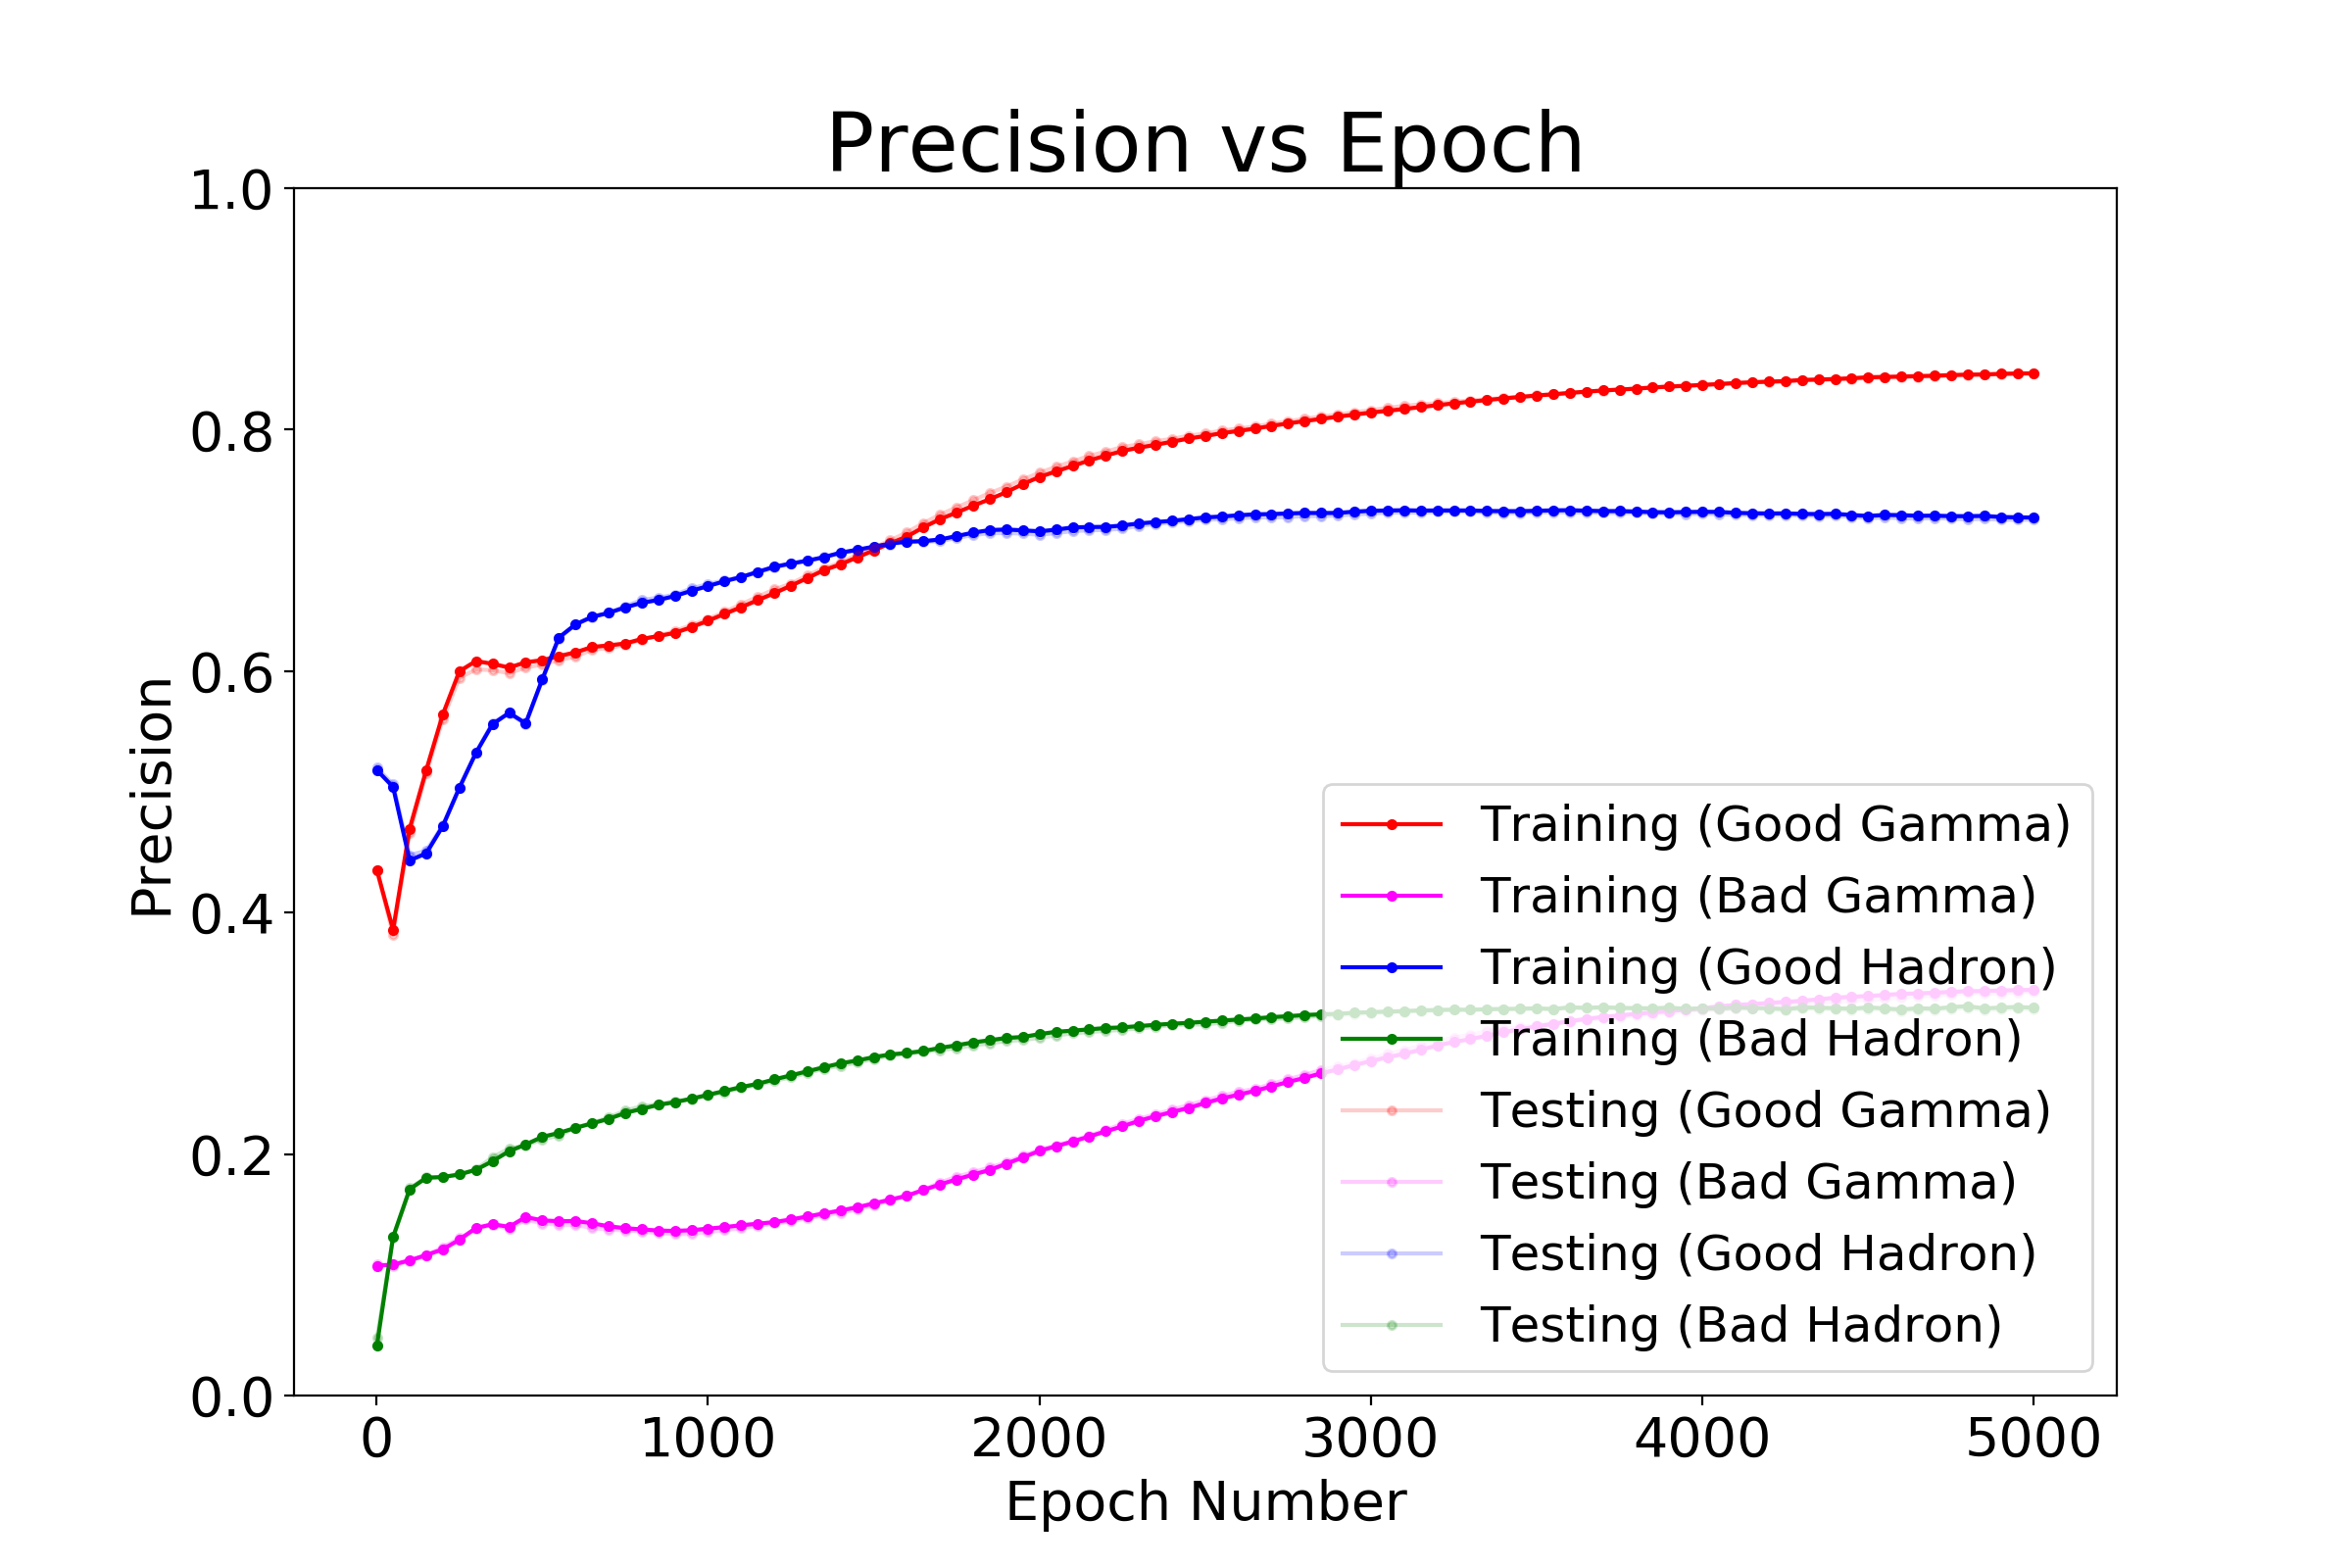 Precision vs Epoch
1.0
0.8
0.6
0.4
0.2
0.0
Precision
Training (Good Gamma)
Training (Bad Gamma)
Training (Good Hadron)
Training (Bad Hadron)
Testing (Good Gamma)
Testing (Bad Gamma)
Testing (Good Hadron)
Testing (Bad Hadron)
0 1000 2000 3000 4000 5000
Epoch Number